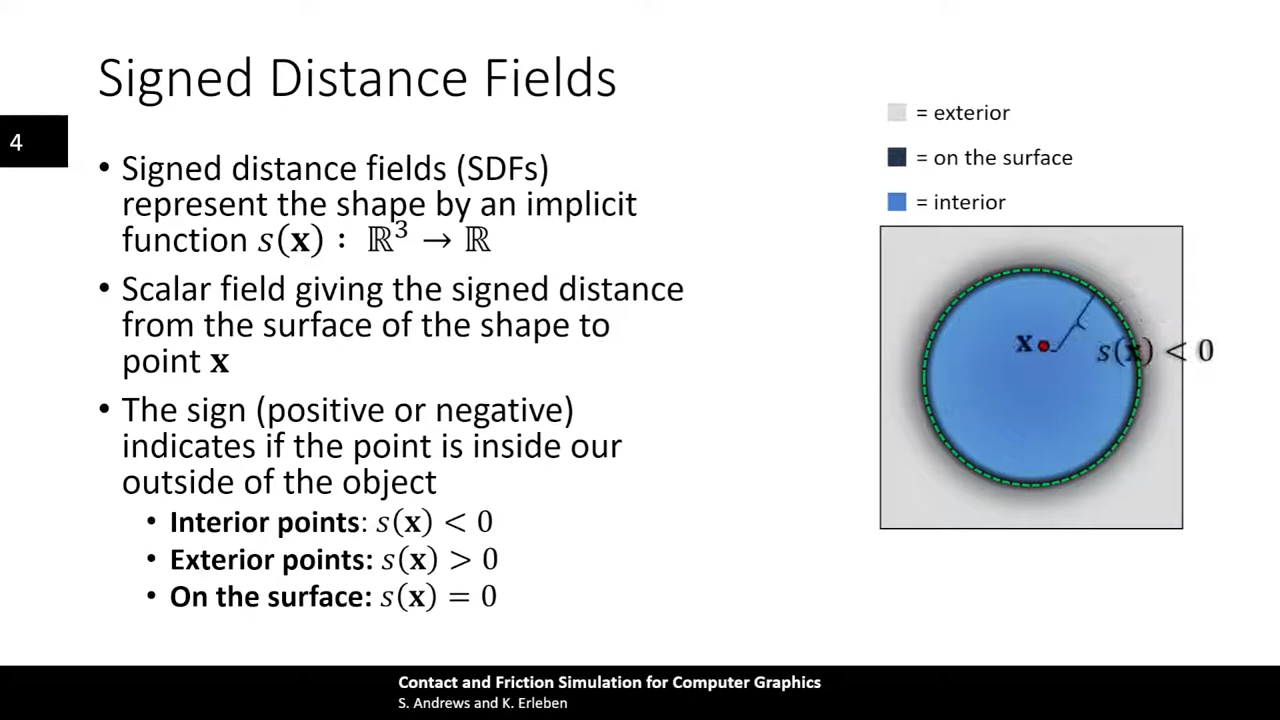 Signed Distance Fields
4
• Signed distance fields (SDFs)
represent the shape by an implicit
function s(x) : ℝ³ → ℝ
• Scalar field giving the signed distance
from the surface of the shape to
point x
• The sign (positive or negative)
indicates if the point is inside our
outside of the object
• Interior points: s(x) < 0
• Exterior points: s(x) > 0
• On the surface: s(x) = 0
= exterior
= on the surface
= interior
x
s(x) < 0
Contact and Friction Simulation for Computer Graphics
S. Andrews and K. Erleben